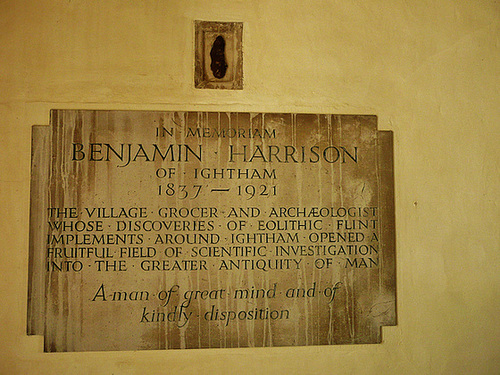 IN MEMORIAM
BENJAMIN · HARRISON
OF · IGHTHAM
1837 — 1921
THE · VILLAGE · GROCER · AND · ARCHÆOLOGIST
WHOSE · DISCOVERIES · OF · EOLITHIC · FLINT
IMPLEMENTS · AROUND · IGHTHAM · OPENED · A
FRUITFUL · FIELD · OF · SCIENTIFIC · INVESTIGATION
INTO · THE · GREATER · ANTIQUITY · OF · MAN
A · man · of · great · mind · and · of
kindly · disposition